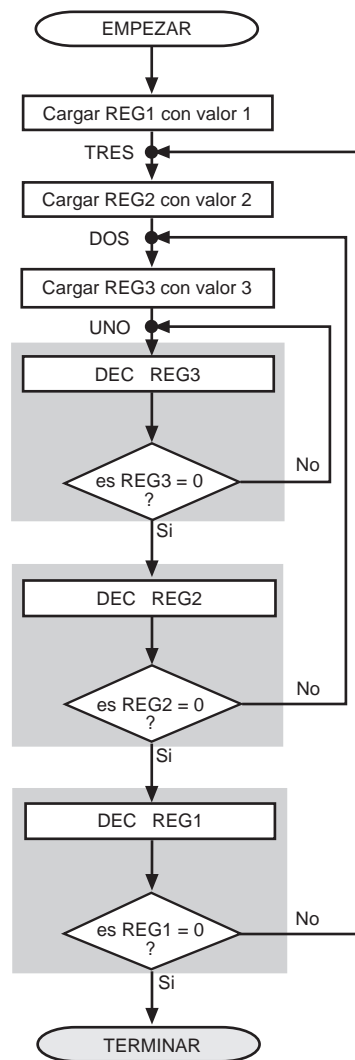 EMPEZAR
Cargar REG1 con valor 1
TRES
Cargar REG2 con valor 2
DOS
Cargar REG3 con valor 3
UNO
DEC REG3
es REG3 = 0
?
No
Si
DEC REG2
es REG2 = 0
?
No
Si
DEC REG1
es REG1 = 0
?
No
Si
TERMINAR